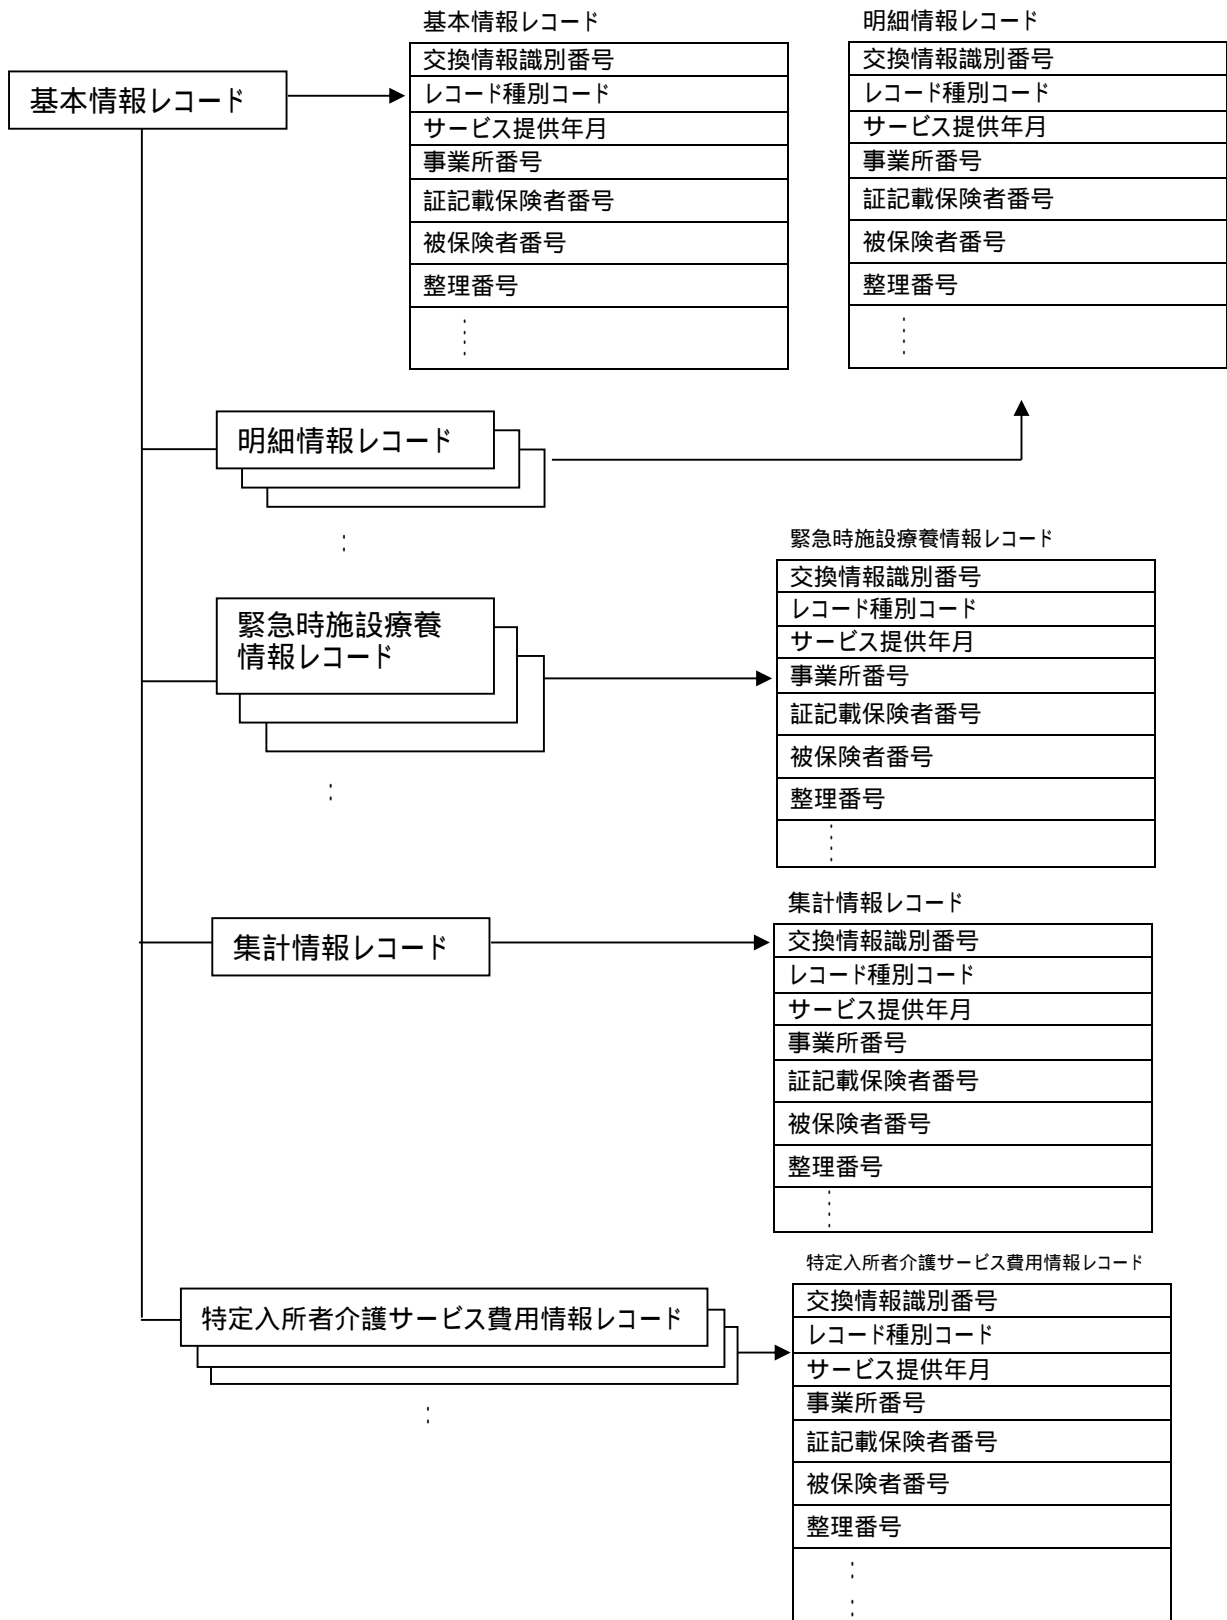 基本情報レコード
基本情報レコード
交換情報識別番号
レコード種別コード
サービス提供年月
事業所番号
証記載保険者番号
被保険者番号
整理番号
明細情報レコード
交換情報識別番号
レコード種別コード
サービス提供年月
事業所番号
証記載保険者番号
被保険者番号
整理番号
明細情報レコード
緊急時施設療養
情報レコード
緊急時施設療養情報レコード
交換情報識別番号
レコード種別コード
サービス提供年月
事業所番号
証記載保険者番号
被保険者番号
整理番号
集計情報レコード
集計情報レコード
交換情報識別番号
レコード種別コード
サービス提供年月
事業所番号
証記載保険者番号
被保険者番号
整理番号
特定入所者介護サービス費用情報レコード
特定入所者介護サービス費用情報レコード
交換情報識別番号
レコード種別コード
サービス提供年月
事業所番号
証記載保険者番号
被保険者番号
整理番号